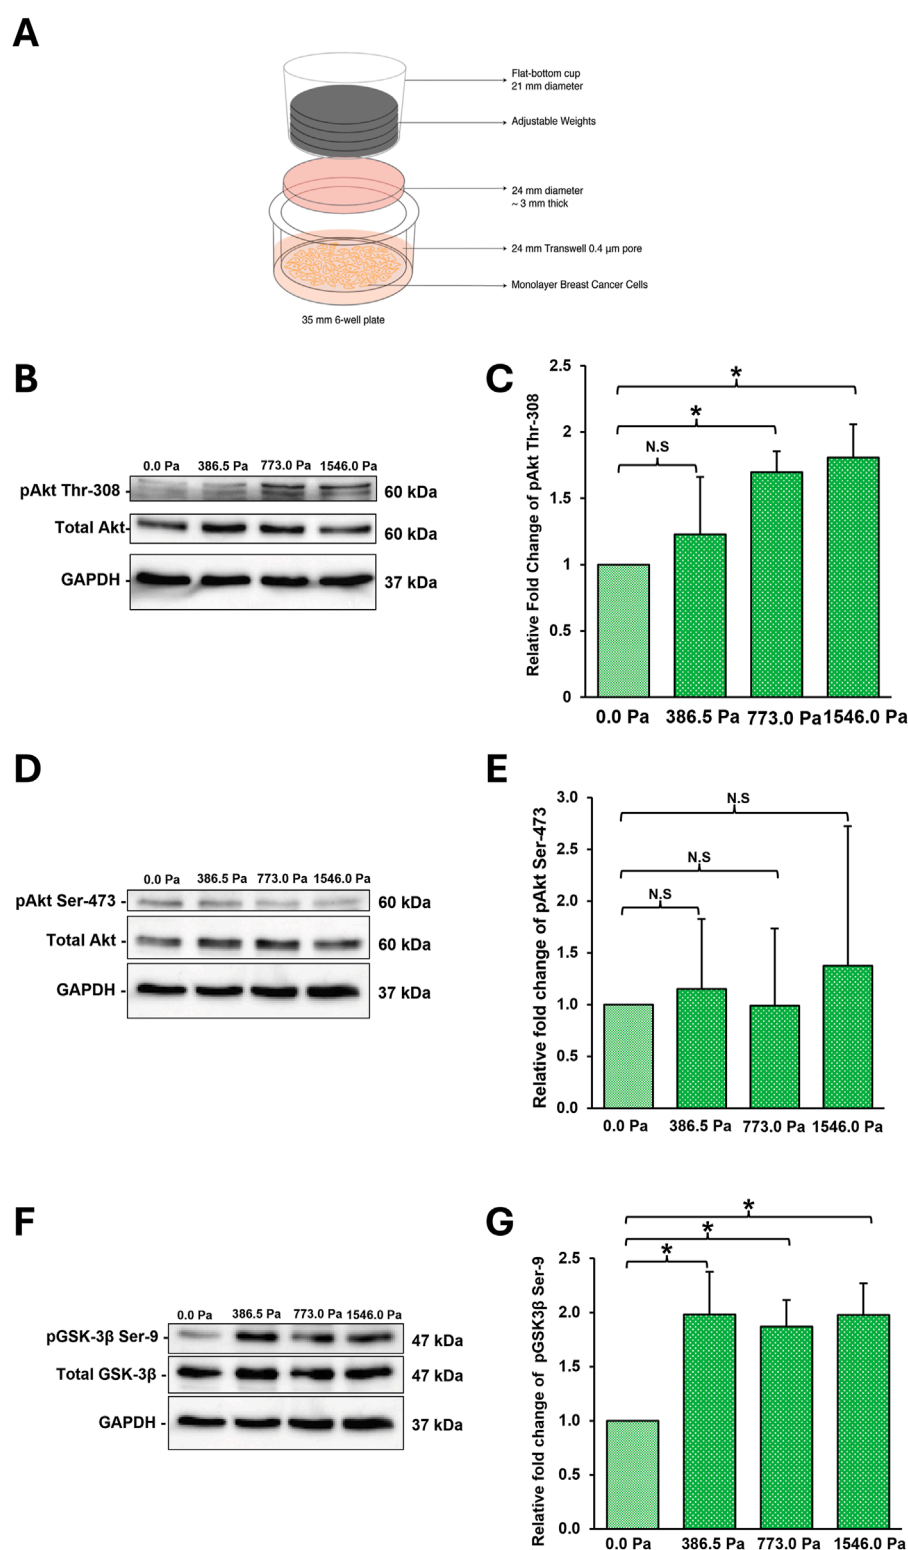 A
Flat-bottom cup
21 mm diameter
Adjustable Weights
24 mm diameter
~ 3 mm thick
24 mm Transwell 0.4 µm pore
Monolayer Breast Cancer Cells
35 mm 6-well plate
B
0.0 Pa 386.5 Pa 773.0 Pa 1546.0 Pa
pAkt Thr-308 - 60 kDa
Total Akt- 60 kDa
GAPDH - 37 kDa
C
Relative Fold Change of pAkt Thr-308
2.5
2
1.5
1
0.5
0
*
*
N.S
0.0 Pa 386.5 Pa 773.0 Pa 1546.0 Pa
D
0.0 Pa 386.5 Pa 773.0 Pa 1546.0 Pa
pAkt Ser-473 - 60 kDa
Total Akt - 60 kDa
GAPDH - 37 kDa
E
Relative fold change of pAkt Ser-473
3.0
2.5
2.0
1.5
1.0
0.5
0.0
N.S
N.S
N.S
0.0 Pa 386.5 Pa 773.0 Pa 1546.0 Pa
F
0.0 Pa 386.5 Pa 773.0 Pa 1546.0 Pa
pGSK-3β Ser-9 - 47 kDa
Total GSK-3β - 47 kDa
GAPDH - 37 kDa
G
Relative fold change of pGSK3β Ser-9
2.5
2.0
1.5
1.0
0.5
0.0
*
*
*
0.0 Pa 386.5 Pa 773.0 Pa 1546.0 Pa